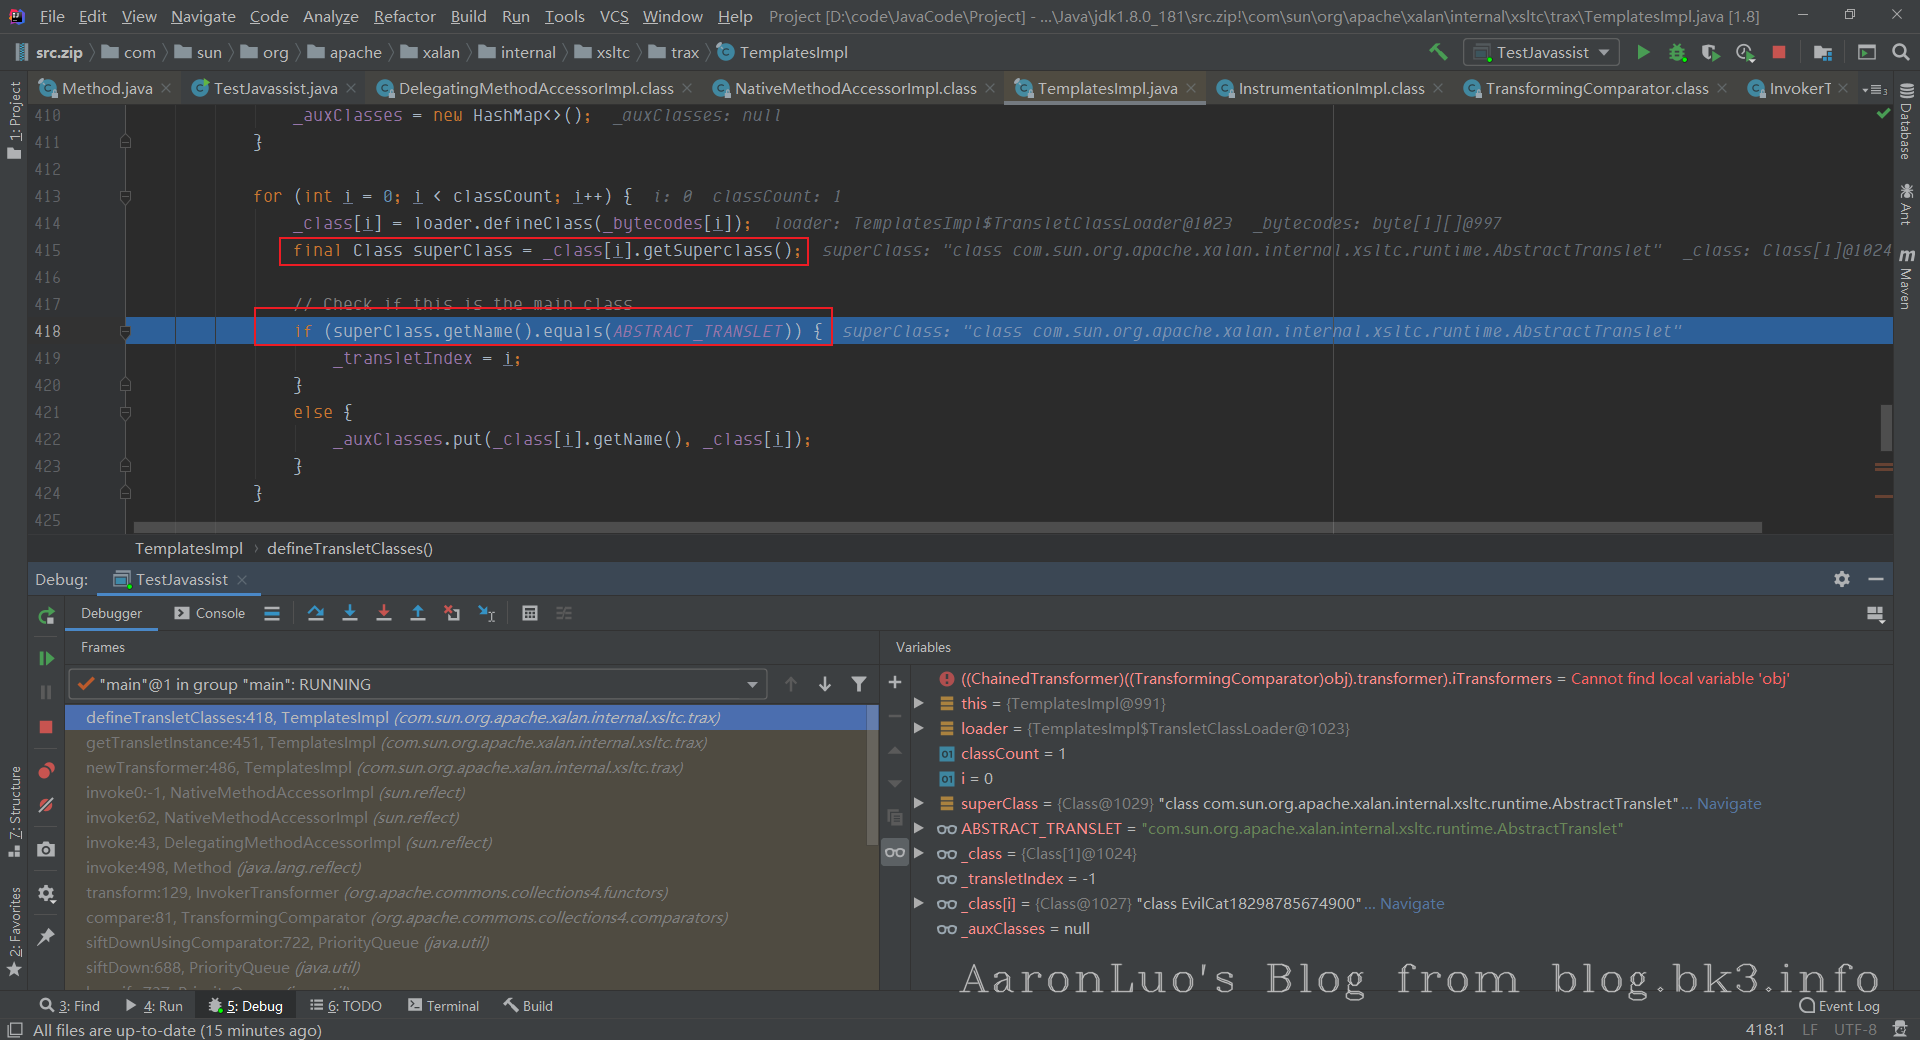 File Edit View Navigate Code Analyze Refactor Build Run Tools VCS Window Help Project [D:\code\JavaCode\Project] - ...\Java\jdk1.8.0_181\src.zip!\com\sun\org\apache\xalan\internal\xsltc\trax\TemplatesImpl.java [1.8]
src.zip com sun org apache xalan internal xsltc trax TemplatesImpl TestJavassist
Method.java TestJavassist.java DelegatingMethodAccessorImpl.class NativeMethodAccessorImpl.class TemplatesImpl.java InstrumentationImpl.class TransformingComparator.class InvokerT
1: Project
Database
Ant
Maven
410 _auxClasses = new HashMap<>(); _auxClasses: null
411 }
412
413 for (int i = 0; i < classCount; i++) { i: 0 classCount: 1
414 _class[i] = loader.defineClass(_bytecodes[i]); loader: TemplatesImpl$TransletClassLoader@1023 _bytecodes: byte[1][]@997
415 final Class superClass = _class[i].getSuperclass(); superClass: "class com.sun.org.apache.xalan.internal.xsltc.runtime.AbstractTranslet" _class: Class[1]@1024
416
417 // Check if this is the main class
418 if (superClass.getName().equals(ABSTRACT_TRANSLET)) { superClass: "class com.sun.org.apache.xalan.internal.xsltc.runtime.AbstractTranslet"
419 _transletIndex = i;
420 }
421 else {
422 _auxClasses.put(_class[i].getName(), _class[i]);
423 }
424 }
425
TemplatesImpl › defineTransletClasses()
Debug: TestJavassist
Debugger Console
Frames
"main"@1 in group "main": RUNNING
defineTransletClasses:418, TemplatesImpl (com.sun.org.apache.xalan.internal.xsltc.trax)
getTransletInstance:451, TemplatesImpl (com.sun.org.apache.xalan.internal.xsltc.trax)
newTransformer:486, TemplatesImpl (com.sun.org.apache.xalan.internal.xsltc.trax)
invoke0:-1, NativeMethodAccessorImpl (sun.reflect)
invoke:62, NativeMethodAccessorImpl (sun.reflect)
invoke:43, DelegatingMethodAccessorImpl (sun.reflect)
invoke:498, Method (java.lang.reflect)
transform:129, InvokerTransformer (org.apache.commons.collections4.functors)
compare:81, TransformingComparator (org.apache.commons.collections4.comparators)
siftDownUsingComparator:722, PriorityQueue (java.util)
siftDown:688, PriorityQueue (java.util)
Variables
((ChainedTransformer)((TransformingComparator)obj).transformer).iTransformers = Cannot find local variable 'obj'
this = {TemplatesImpl@991}
loader = {TemplatesImpl$TransletClassLoader@1023}
classCount = 1
i = 0
superClass = {Class@1029} "class com.sun.org.apache.xalan.internal.xsltc.runtime.AbstractTranslet"... Navigate
ABSTRACT_TRANSLET = "com.sun.org.apache.xalan.internal.xsltc.runtime.AbstractTranslet"
_class = {Class[1]@1024}
_transletIndex = -1
_class[i] = {Class@1027} "class EvilCat18298785674900"... Navigate
_auxClasses = null
7: Structure
2: Favorites
AaronLuo's Blog from blog.bk3.info
3: Find 4: Run 5: Debug 6: TODO Terminal Build Event Log
All files are up-to-date (15 minutes ago) 418:1 LF UTF-8